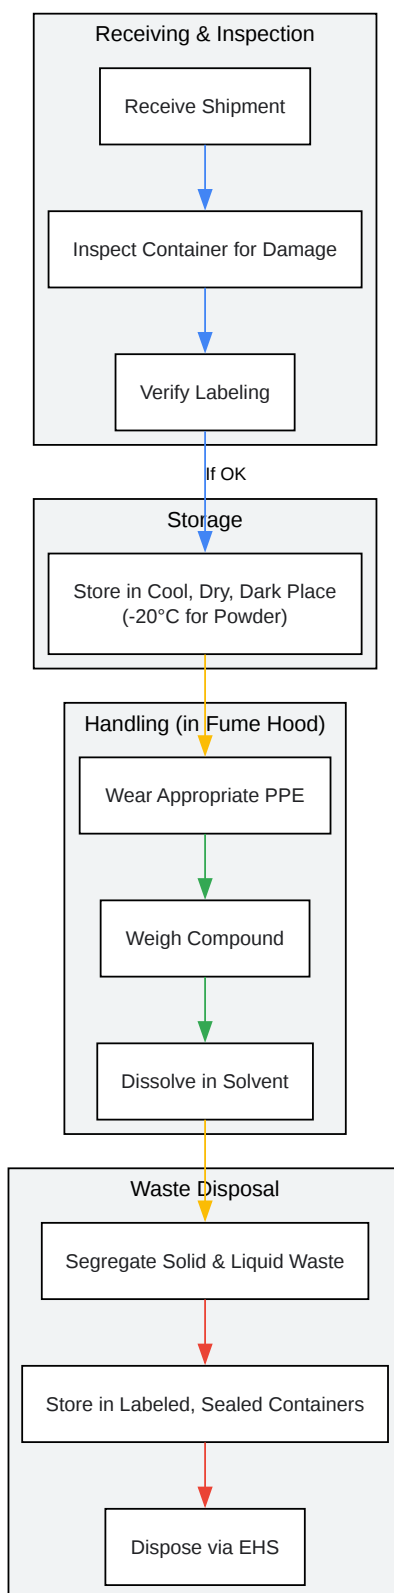 Receiving & Inspection
Receive Shipment
Inspect Container for Damage
Verify Labeling
If OK
Storage
Store in Cool, Dry, Dark Place
(-20°C for Powder)
Handling (in Fume Hood)
Wear Appropriate PPE
Weigh Compound
Dissolve in Solvent
Waste Disposal
Segregate Solid & Liquid Waste
Store in Labeled, Sealed Containers
Dispose via EHS